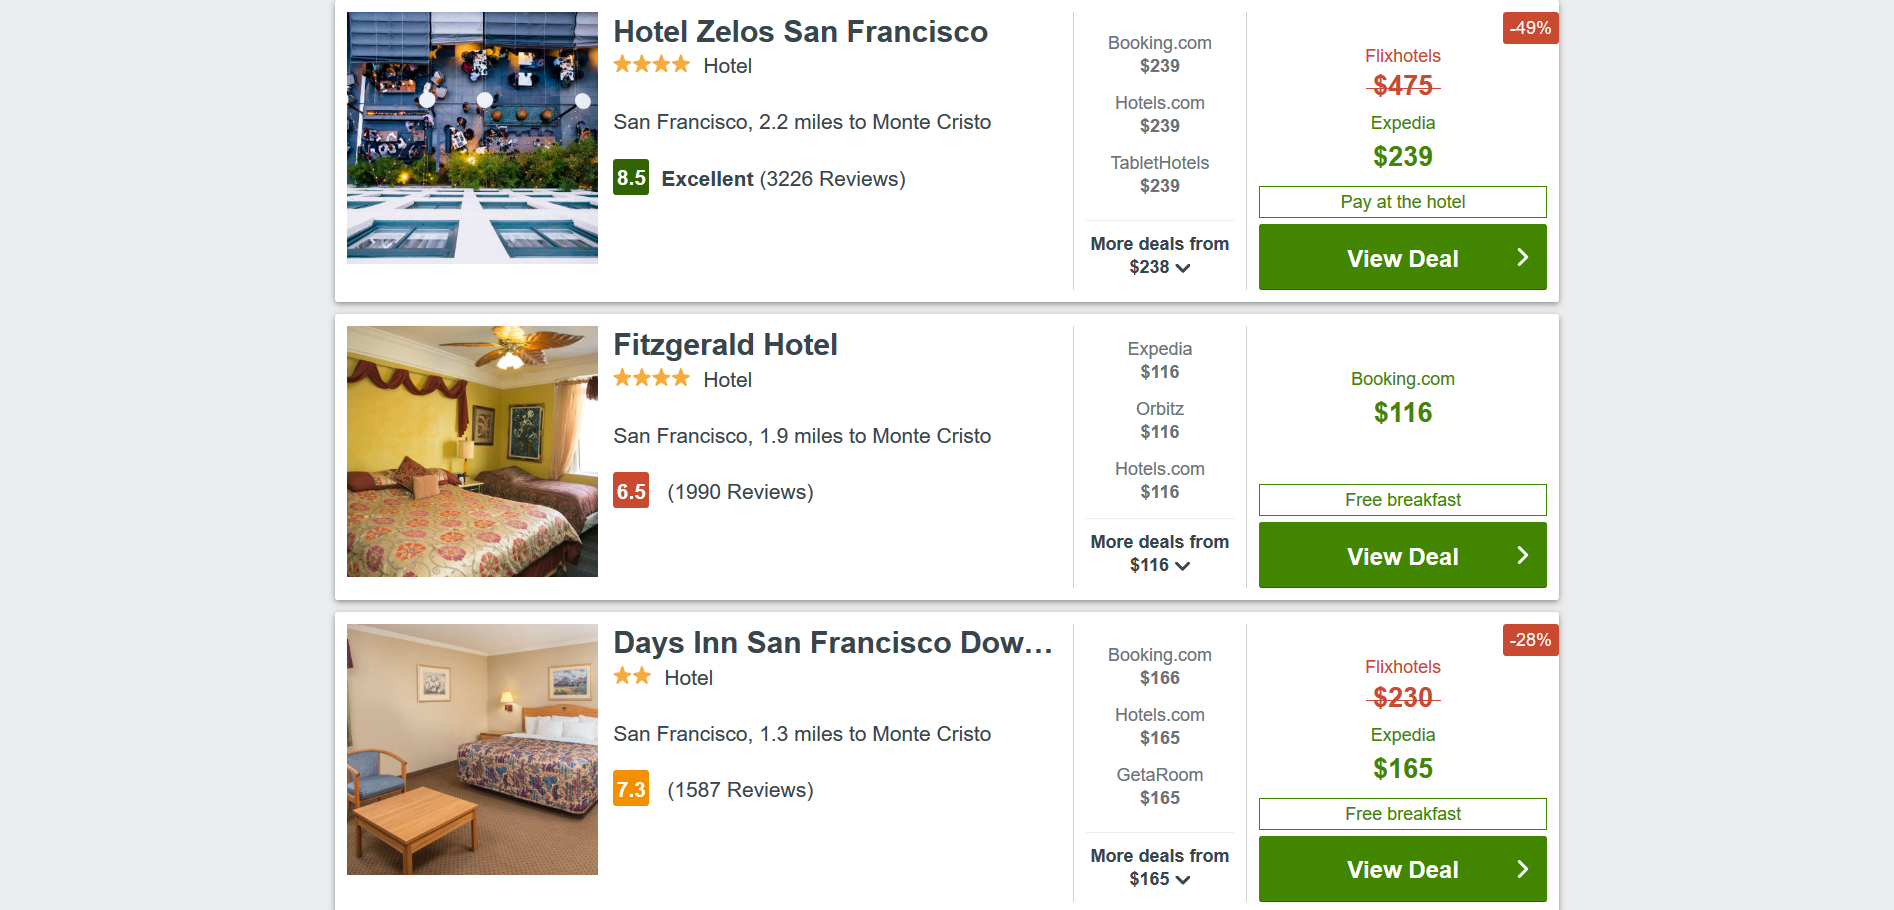 Hotel Zelos San Francisco
Hotel
San Francisco, 2.2 miles to Monte Cristo
8.5 Excellent (3226 Reviews)
Booking.com
$239
Hotels.com
$239
TabletHotels
$239
More deals from
$238
-49%
Flixhotels
$475
Expedia
$239
Pay at the hotel
View Deal
Fitzgerald Hotel
Hotel
San Francisco, 1.9 miles to Monte Cristo
6.5 (1990 Reviews)
Expedia
$116
Orbitz
$116
Hotels.com
$116
More deals from
$116
Booking.com
$116
Free breakfast
View Deal
Days Inn San Francisco Dow...
Hotel
San Francisco, 1.3 miles to Monte Cristo
7.3 (1587 Reviews)
Booking.com
$166
Hotels.com
$165
GetaRoom
$165
More deals from
$165
-28%
Flixhotels
$230
Expedia
$165
Free breakfast
View Deal